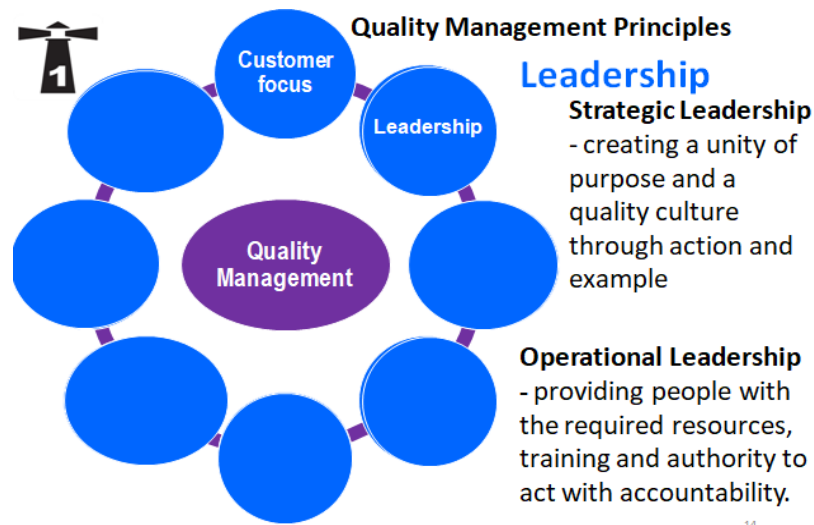 1
Quality Management Principles
Customer
focus
Leadership
Leadership
Strategic Leadership
- creating a unity of
purpose and a
quality culture
through action and
example
Quality
Management
Operational Leadership
- providing people with
the required resources,
training and authority to
act with accountability.
14